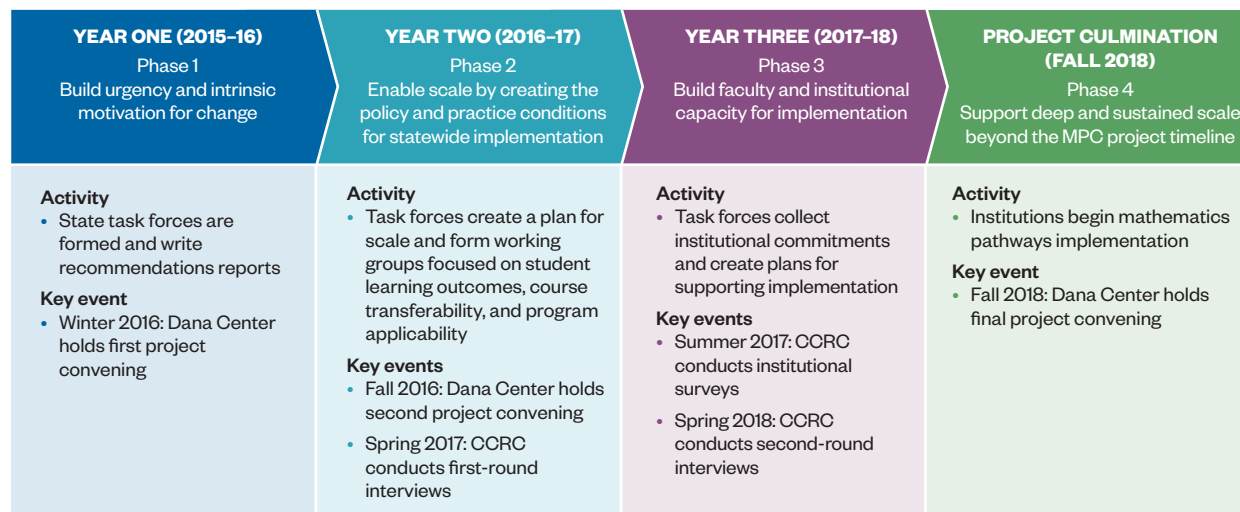 YEAR ONE (2015–16)
Phase 1
Build urgency and intrinsic
motivation for change
YEAR TWO (2016–17)
Phase 2
Enable scale by creating the
policy and practice conditions
for statewide implementation
YEAR THREE (2017–18)
Phase 3
Build faculty and institutional
capacity for implementation
PROJECT CULMINATION
(FALL 2018)
Phase 4
Support deep and sustained scale
beyond the MPC project timeline
Activity
• State task forces are
formed and write
recommendations reports
Key event
• Winter 2016: Dana Center
holds first project
convening
Activity
• Task forces create a plan for
scale and form working
groups focused on student
learning outcomes, course
transferability, and program
applicability
Key events
• Fall 2016: Dana Center holds
second project convening
• Spring 2017: CCRC
conducts first-round
interviews
Activity
• Task forces collect
institutional commitments
and create plans for
supporting implementation
Key events
• Summer 2017: CCRC
conducts institutional
surveys
• Spring 2018: CCRC
conducts second-round
interviews
Activity
• Institutions begin mathematics
pathways implementation
Key event
• Fall 2018: Dana Center holds
final project convening